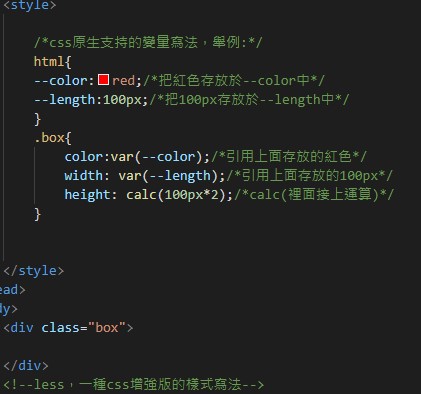 <style>
/*css原生支持的變量寫法，舉例:*/
html{
--color:red;/*把紅色存放於--color中*/
--length:100px;/*把100px存放於--length中*/
}
.box{
color:var(--color);/*引用上面存放的紅色*/
width: var(--length);/*引用上面存放的100px*/
height: calc(100px*2);/*calc(裡面接上運算)*/
}
</style>
ead>
dy>
<div class="box">
</div>
<!--less，一種css增強版的樣式寫法-->